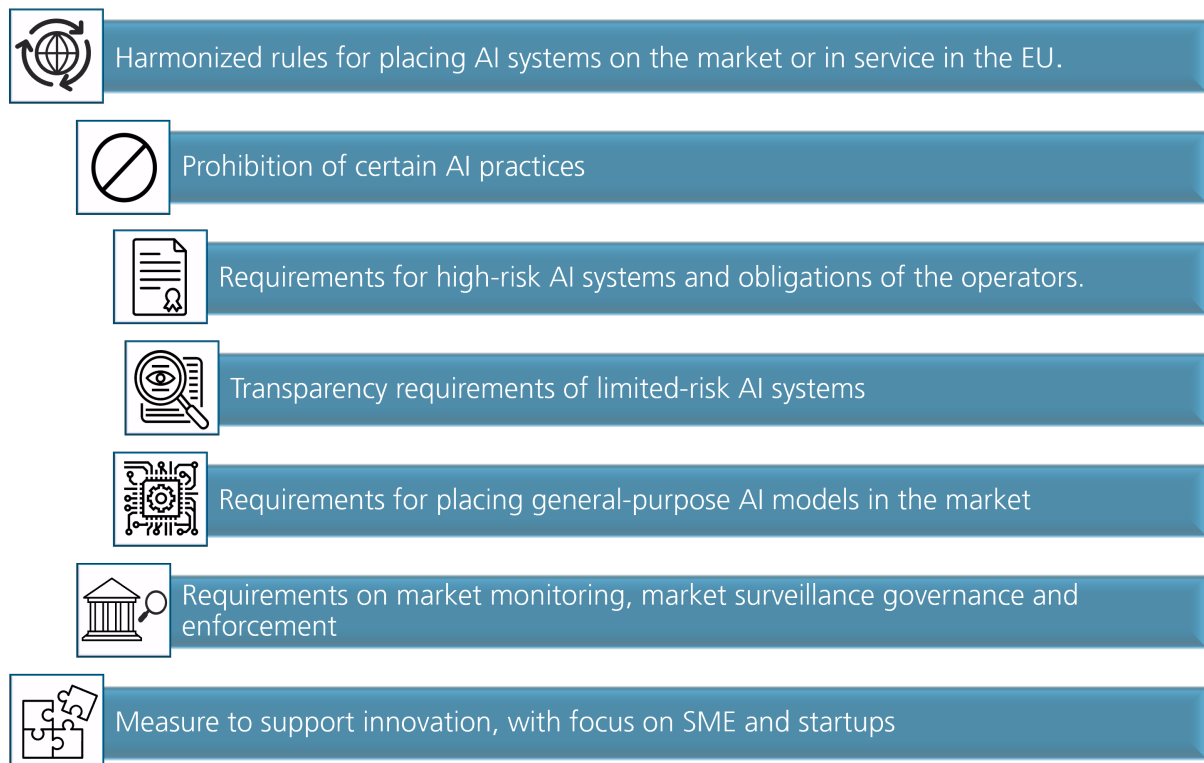 Harmonized rules for placing AI systems on the market or in service in the EU.
Prohibition of certain AI practices
Requirements for high-risk AI systems and obligations of the operators.
Transparency requirements of limited-risk AI systems
Requirements for placing general-purpose AI models in the market
Requirements on market monitoring, market surveillance governance and
enforcement
Measure to support innovation, with focus on SME and startups